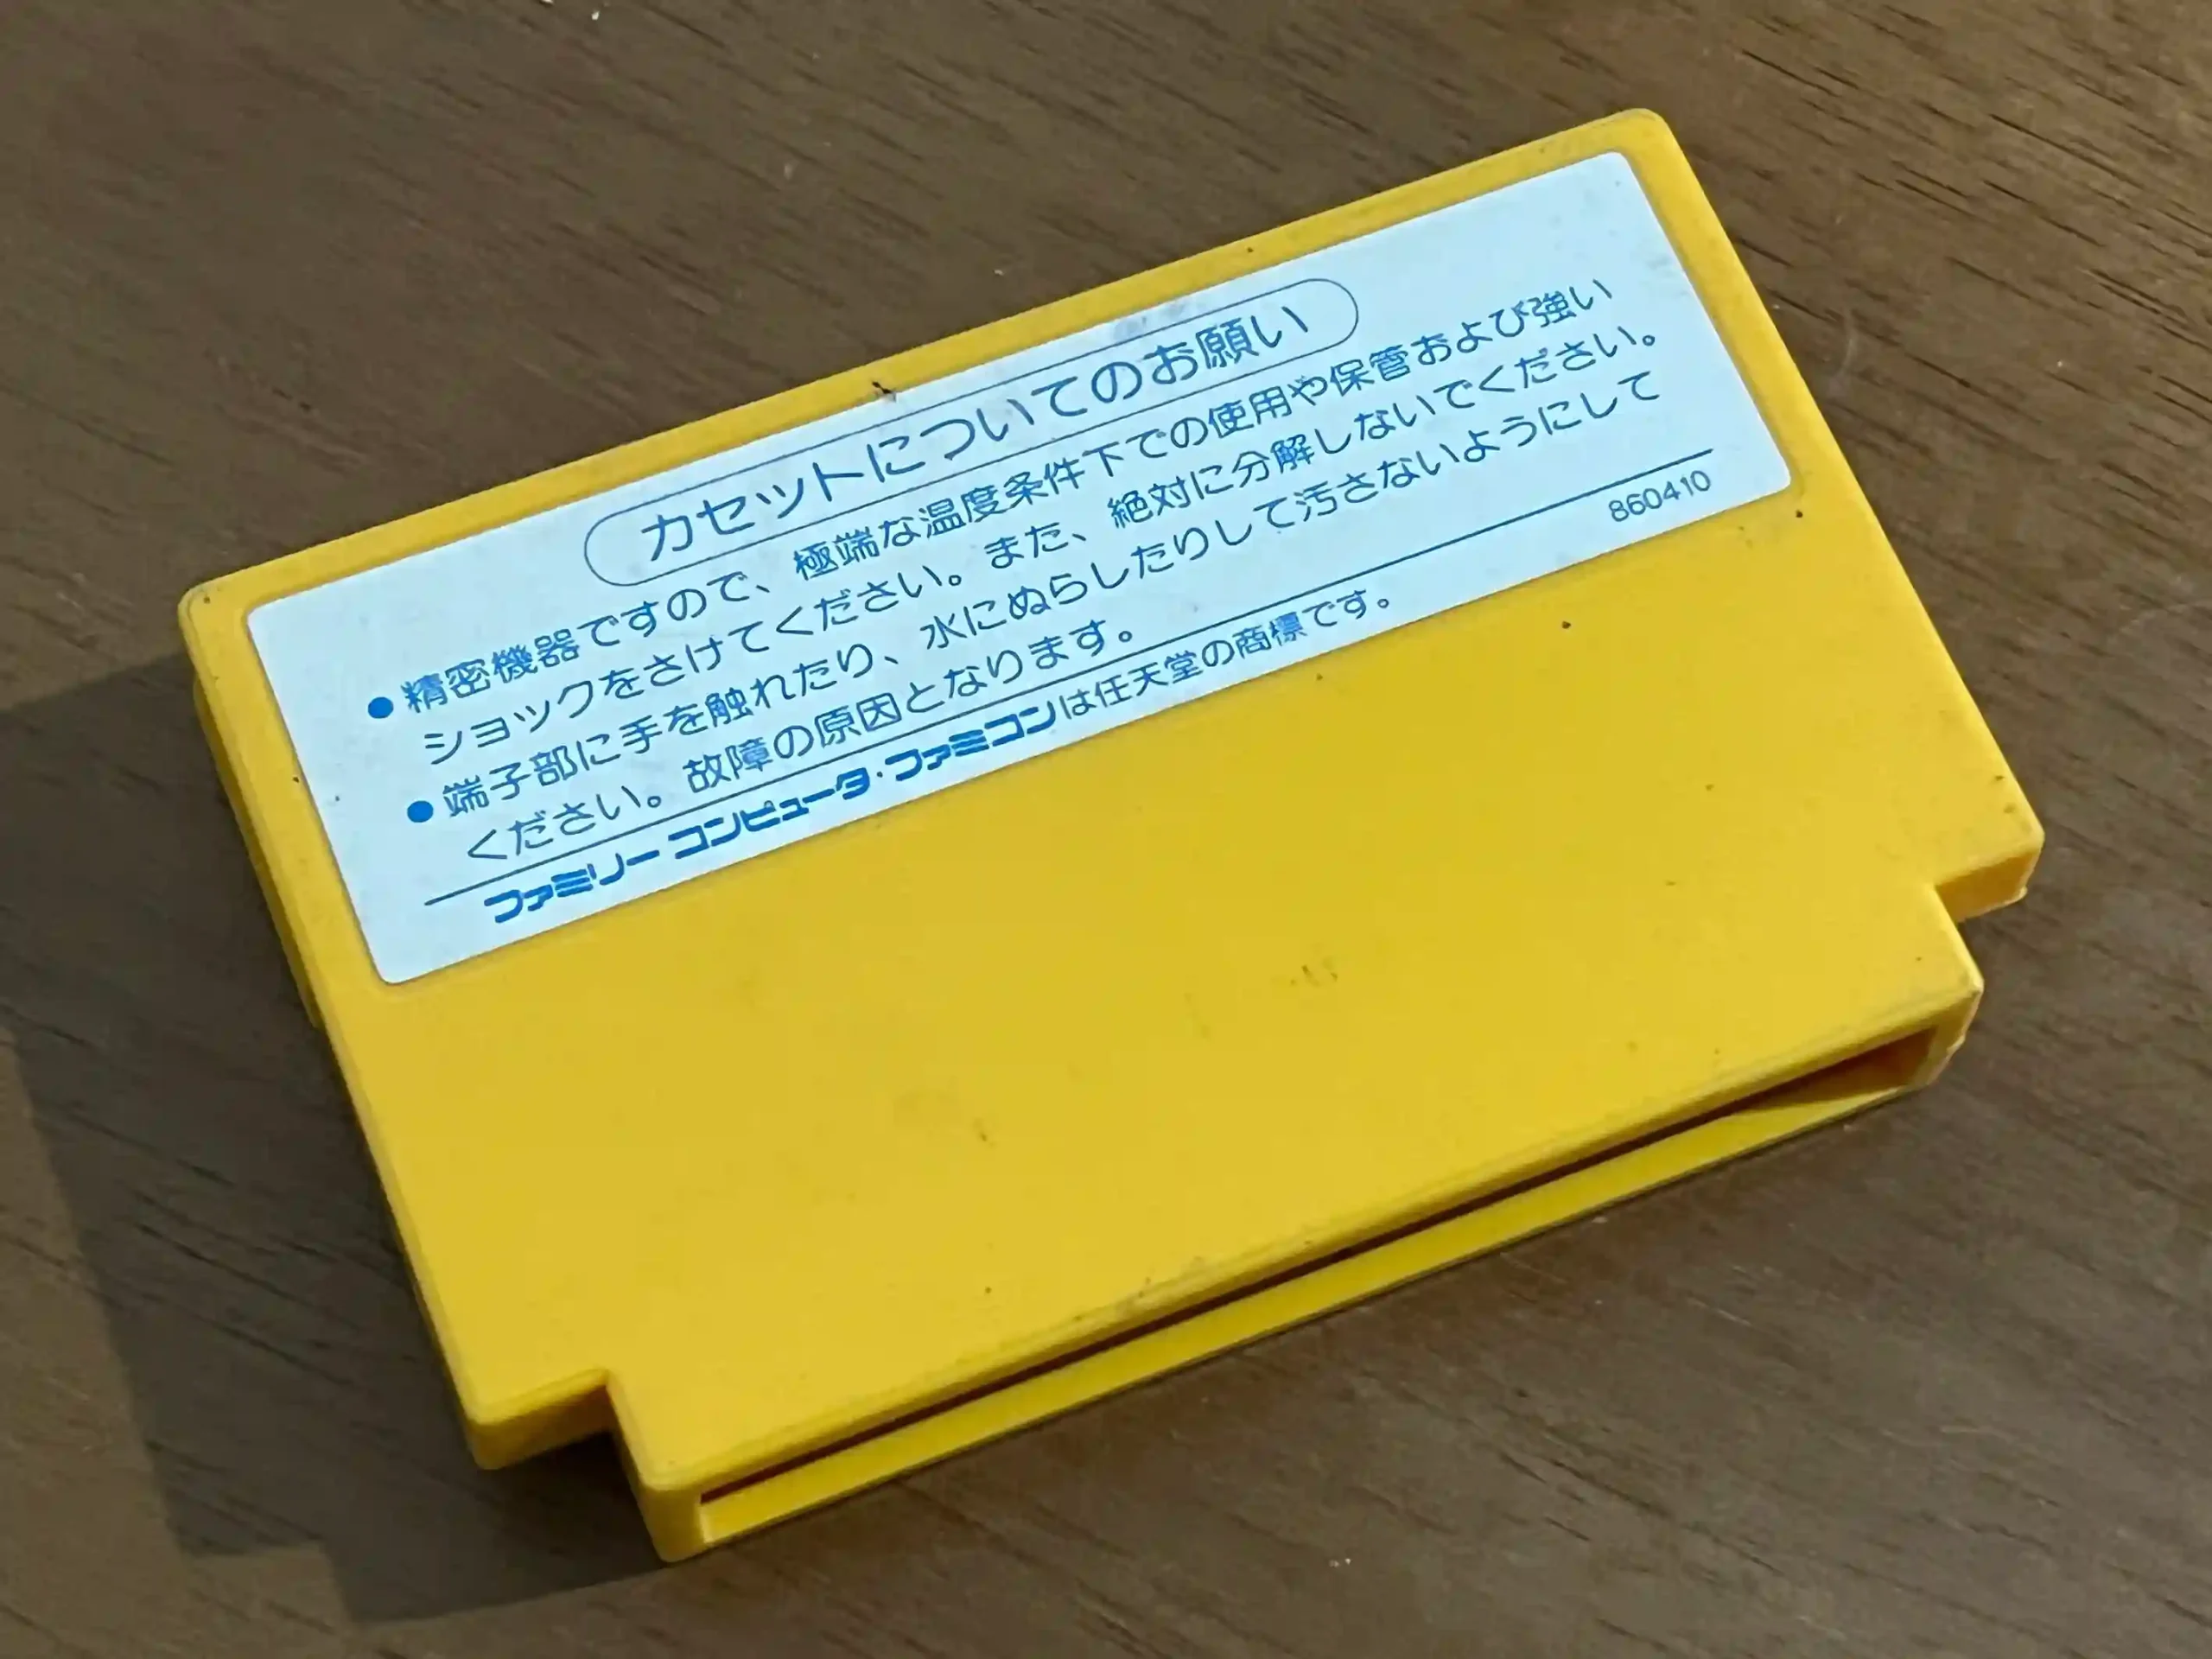 カセットについてのお願い
●精密機器ですので、極端な温度条件下での使用や保管および強い
ショックをさけてください。また、絶対に分解しないでください。
●端子部に手を触れたり、水にぬらしたりして汚さないようにして
ください。故障の原因となります。
ファミリーコンピュータ・ファミコンは任天堂の商標です。
860410